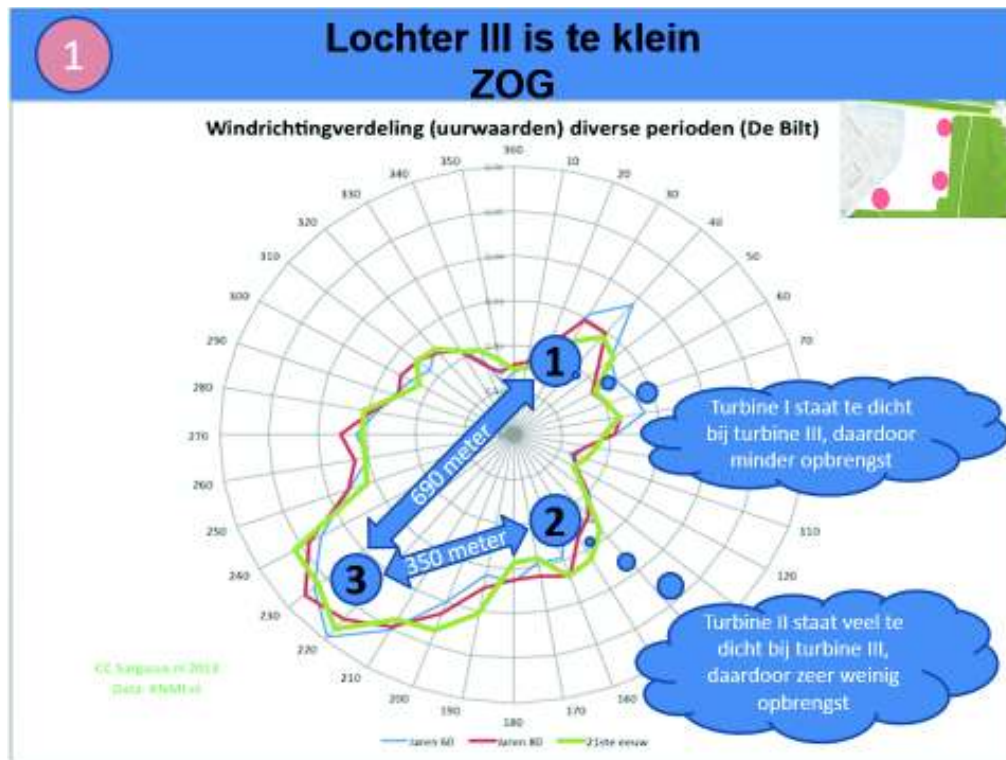 1
Lochter III is te klein
ZOG
Windrichtingverdeling (uurwaarden) diverse perioden (De Bilt)
360
350
10
340
20
330
30
320
40
310
50
300
60
290
70
280
270
260
250
110
240
120
230
220
210
200
190
180
170
160
1
690 meter
2
350 meter
3
Turbine I staat te dicht
bij turbine III, daardoor
minder opbrengst
Turbine II staat veel te
dicht bij turbine III,
daardoor zeer weinig
opbrengst
Data: KNMI.nl
Jaren 60
Jaren 80
21ste eeuw